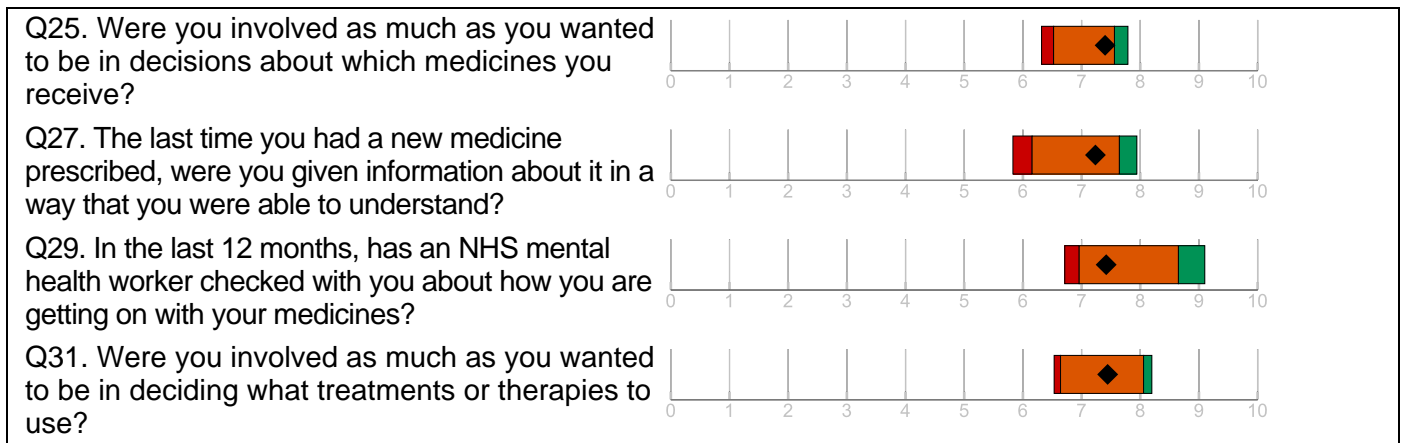 Q25. Were you involved as much as you wanted
to be in decisions about which medicines you
receive?
0 1 2 3 4 5 6 7 8 9 10
Q27. The last time you had a new medicine
prescribed, were you given information about it in a
way that you were able to understand?
0 1 2 3 4 5 6 7 8 9 10
Q29. In the last 12 months, has an NHS mental
health worker checked with you about how you are
getting on with your medicines?
0 1 2 3 4 5 6 7 8 9 10
Q31. Were you involved as much as you wanted
to be in deciding what treatments or therapies to
use?
0 1 2 3 4 5 6 7 8 9 10